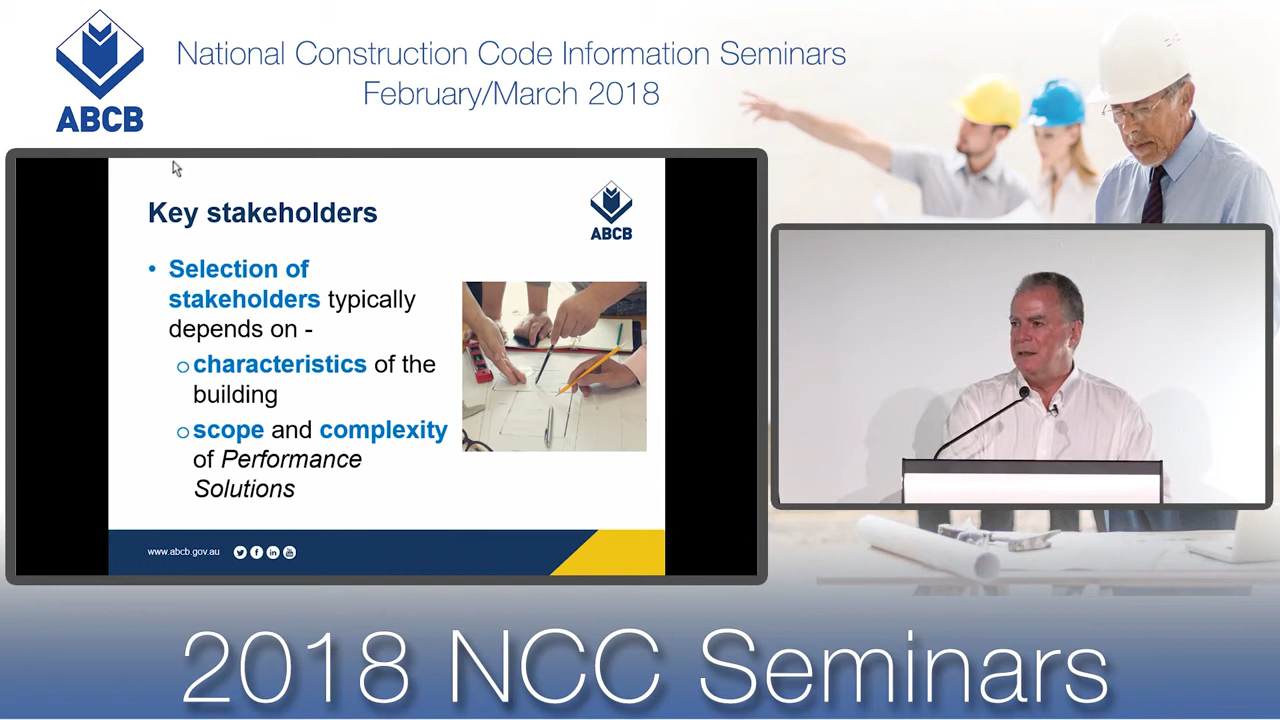 ABCB
National Construction Code Information Seminars
February/March 2018
Key stakeholders
ABCB
• Selection of
stakeholders typically
depends on -
o characteristics of the
building
o scope and complexity
of Performance
Solutions
www.abcb.gov.au
2018 NCC Seminars